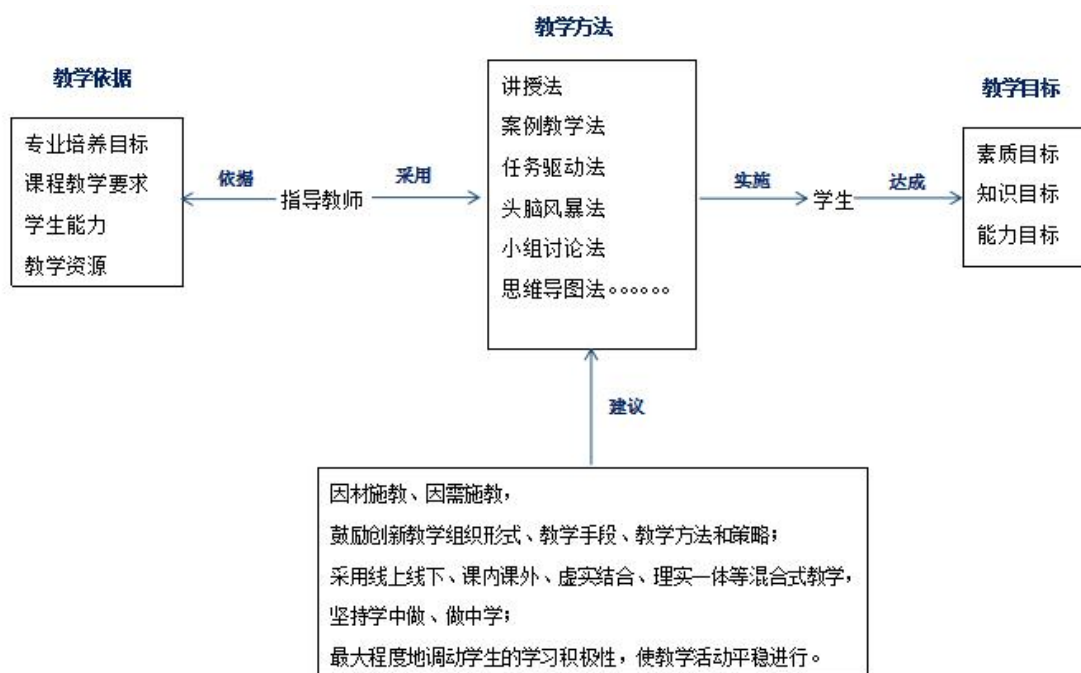 教学方法
教学依据
教学目标
讲授法
案例教学法
任务驱动法
头脑风暴法
小组讨论法
思维导图法。。。。。。
专业培养目标
课程教学要求
学生能力
教学资源
依据
指导教师
采用
实施
学生
达成
素质目标
知识目标
能力目标
建议
因材施教、因需施教，
鼓励创新教学组织形式、教学手段、教学方法和策略；
采用线上线下、课内课外、虚实结合、理实一体等混合式教学，
坚持学中做、做中学；
最大程度地调动学生的学习积极性，使教学活动平稳进行。